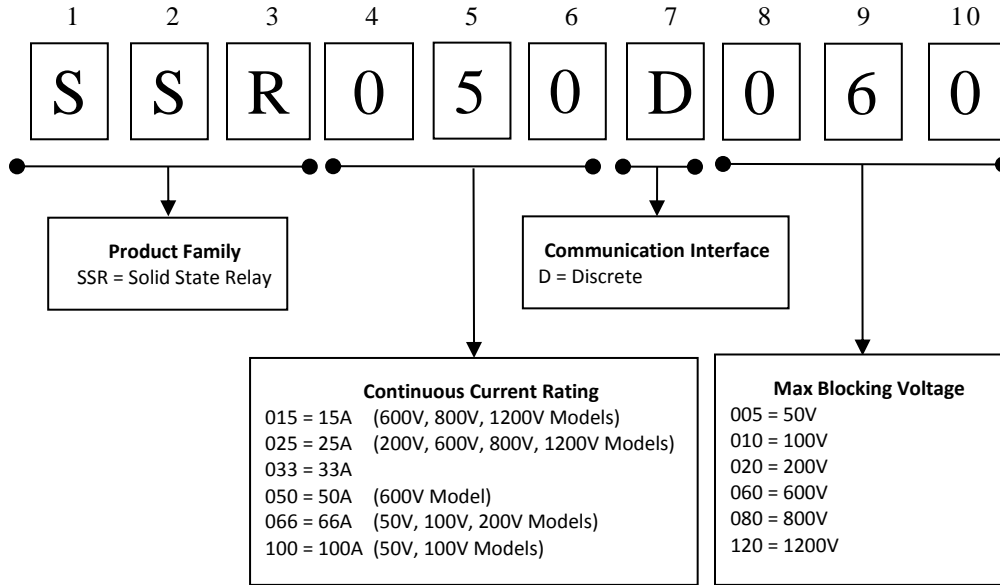 1 2 3 4 5 6 7 8 9 10
S S R 0 5 0 D 0 6 0
Product Family
SSR = Solid State Relay
Communication Interface
D = Discrete
Continuous Current Rating
015 = 15A (600V, 800V, 1200V Models)
025 = 25A (200V, 600V, 800V, 1200V Models)
033 = 33A
050 = 50A (600V Model)
066 = 66A (50V, 100V, 200V Models)
100 = 100A (50V, 100V Models)
Max Blocking Voltage
005 = 50V
010 = 100V
020 = 200V
060 = 600V
080 = 800V
120 = 1200V